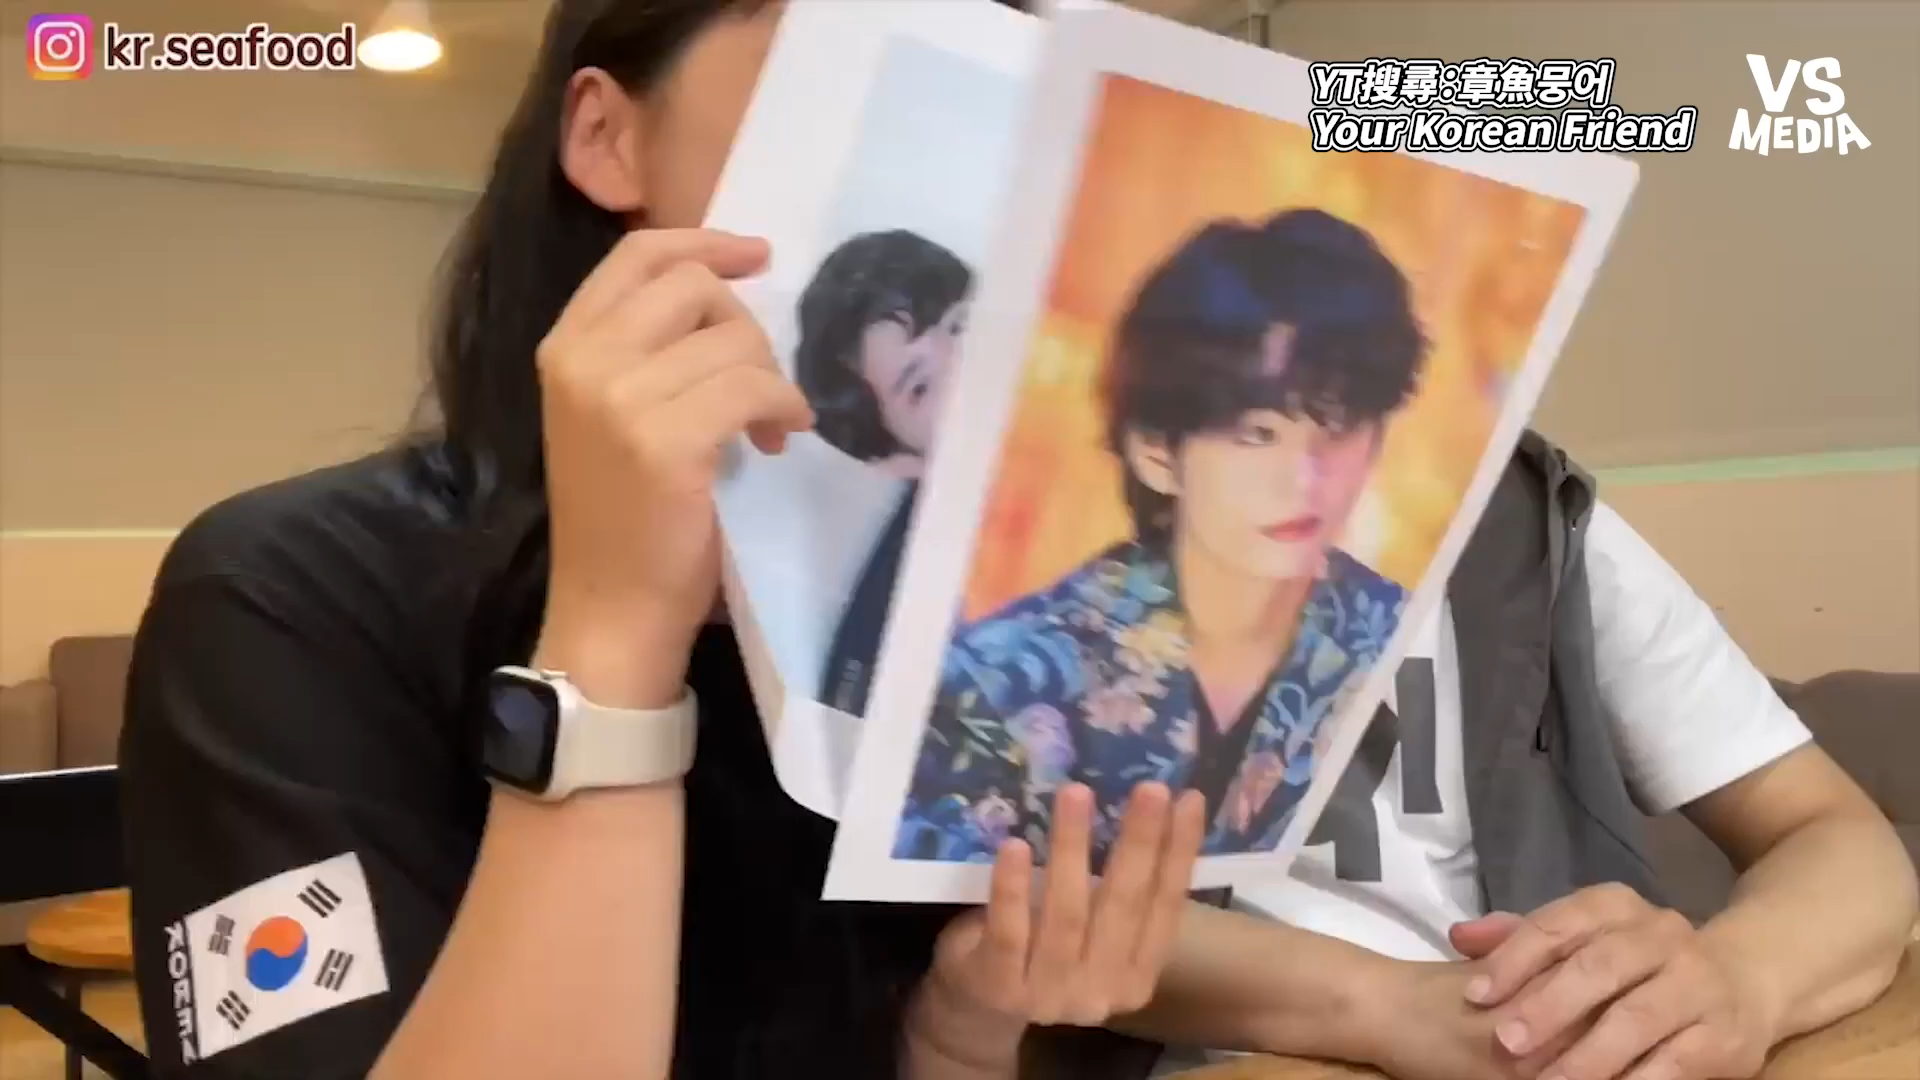 kr.seafood
YT搜尋:章魚뭉어
Your Korean Friend
VS
MEDIA
KOREA